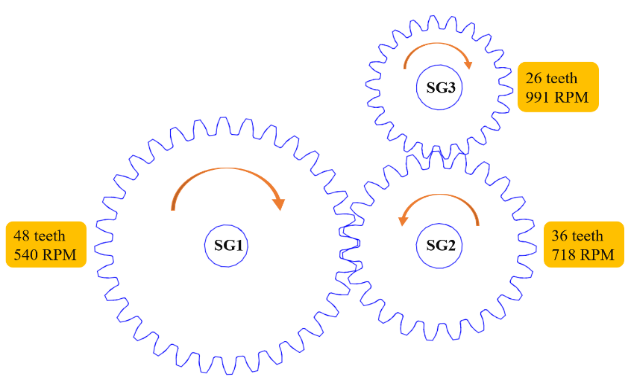 SG3
26 teeth
991 RPM
48 teeth
540 RPM
SG1
SG2
36 teeth
718 RPM